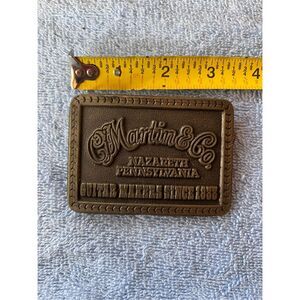 1 2 3 4
C.F. Martin & Co.
NAZARETH
PENNSYLVANIA
GUITAR MAKERS SINCE 1833